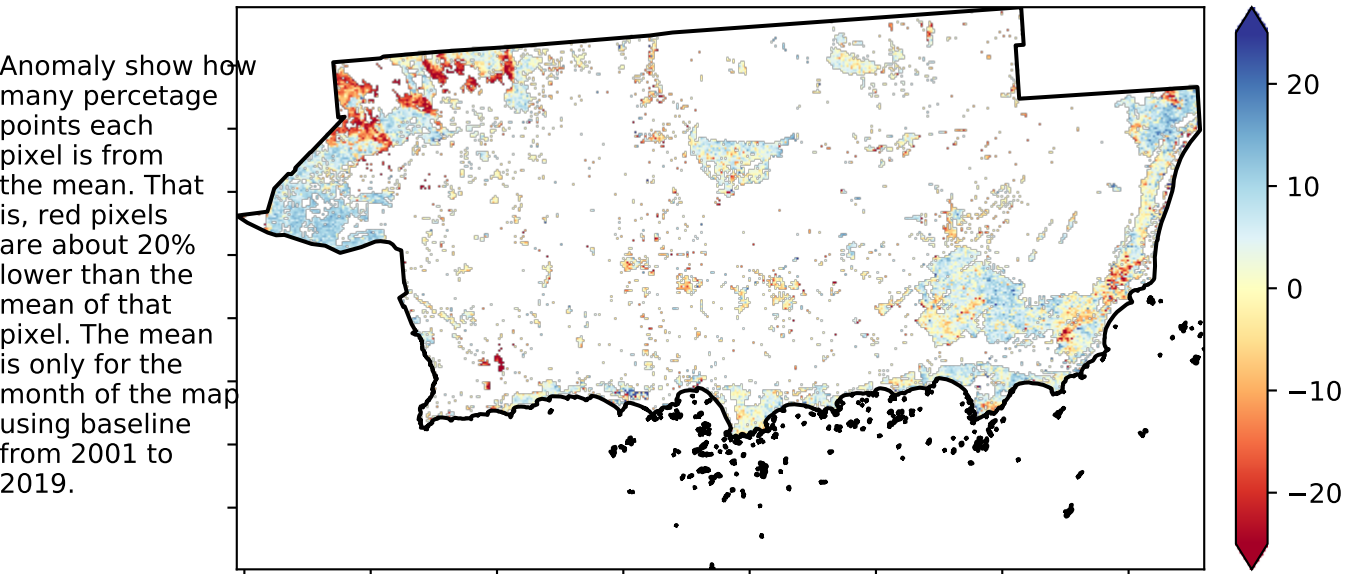 Anomaly show how
many percetage
points each
pixel is from
the mean. That
is, red pixels
are about 20%
lower than the
mean of that
pixel. The mean
is only for the
month of the map
using baseline
from 2001 to
2019.
20
10
0
−10
−20